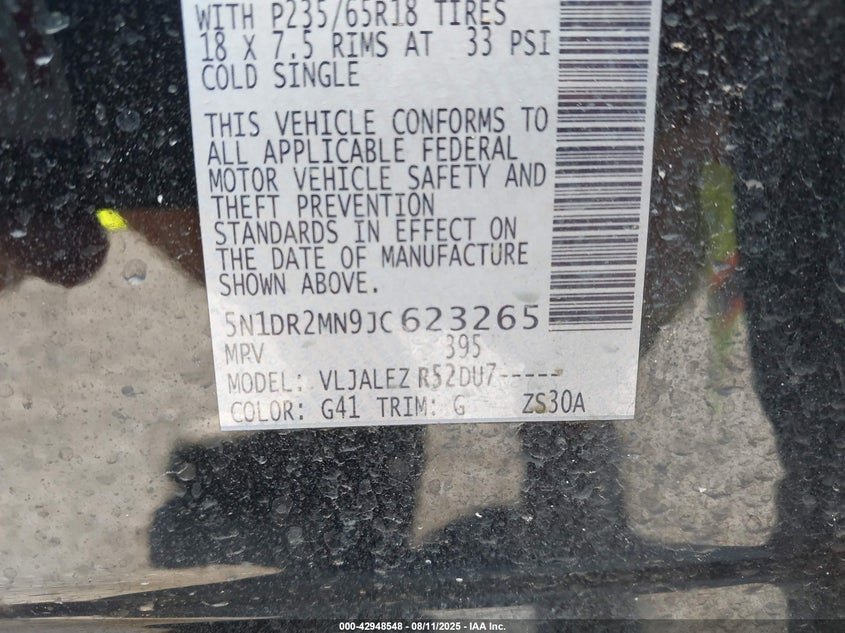 WITH P235/65R18 TIRES
18 X 7.5 RIMS AT 33 PSI
COLD SINGLE
THIS VEHICLE CONFORMS TO
ALL APPLICABLE FEDERAL
MOTOR VEHICLE SAFETY AND
THEFT PREVENTION
STANDARDS IN EFFECT ON
THE DATE OF MANUFACTURE
SHOWN ABOVE.
5N1DR2MN9JC623265
MPV 395
MODEL: VLJALEZ R52DU7-----
COLOR: G41 TRIM: G ZS30A
000-42948548 - 08/11/2025 - IAA Inc.